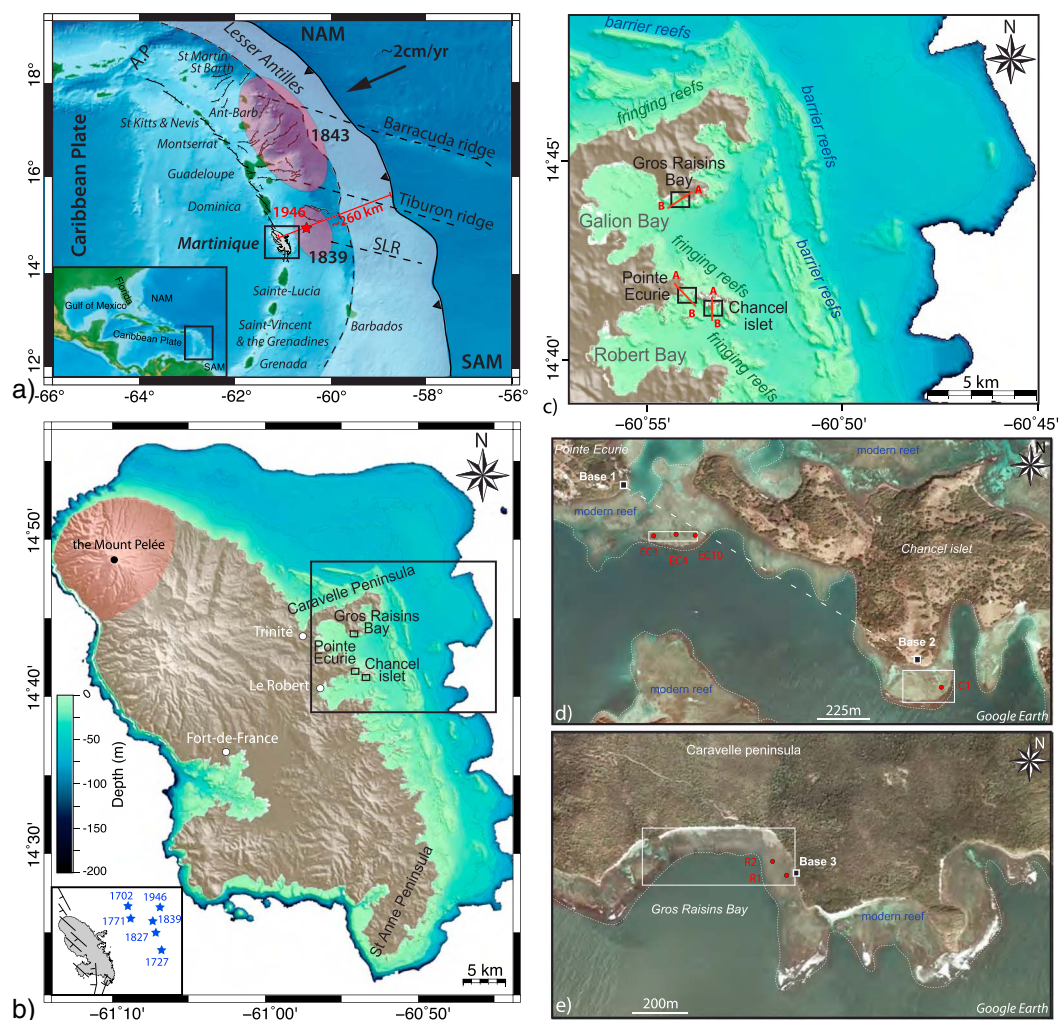 NAM
Lesser Antilles
~2cm/yr
A.P.
St Martin
St Barth
18°
Ant-Barb.
St Kitts & Nevis
1843
Barracuda ridge
Montserrat
Caribbean Plate
16°
Guadeloupe
Tiburon ridge
Dominica
1946
~260 km
Martinique
SLR
1839
14°
Sainte-Lucia
Florida
Gulf of Mexico
NAM
Saint-Vincent
& the Grenadines
Barbados
Caribbean Plate
SAM
Grenada
SAM
12°
a)
−66°
−64°
−62°
−60°
−58°
−56°
barrier reefs
N
fringing reefs
barrier reefs
14°45'
Gros Raisins
Bay
A
B
Galion Bay
fringing reefs
barrier reefs
Pointe
Ecurie
A
B
A
B
Chancel
islet
Robert Bay
fringing reefs
14°40'
5 km
c)
−60°55'
−60°50'
−60°45'
N
14°50'
the Mount Pelée
Caravelle Peninsula
Trinité
Gros Raisins
Bay
Pointe
Ecurie
Chancel
islet
14°40'
Le Robert
0
-50
-100
-150
-200
Depth (m)
Fort-de-France
14°30'
St Anne Peninsula
1702
1946
1771
1839
1827
1727
5 km
b)
−61°10'
−61°00'
−60°50'
Pointe Ecurie
modern reef
N
Base 1
modern reef
EC1
EC10
Chancel islet
Base 2
modern reef
225m
Google Earth
d)
Caravelle peninsula
N
R2
Base 3
R1
Gros Raisins Bay
modern reef
200m
Google Earth
e)